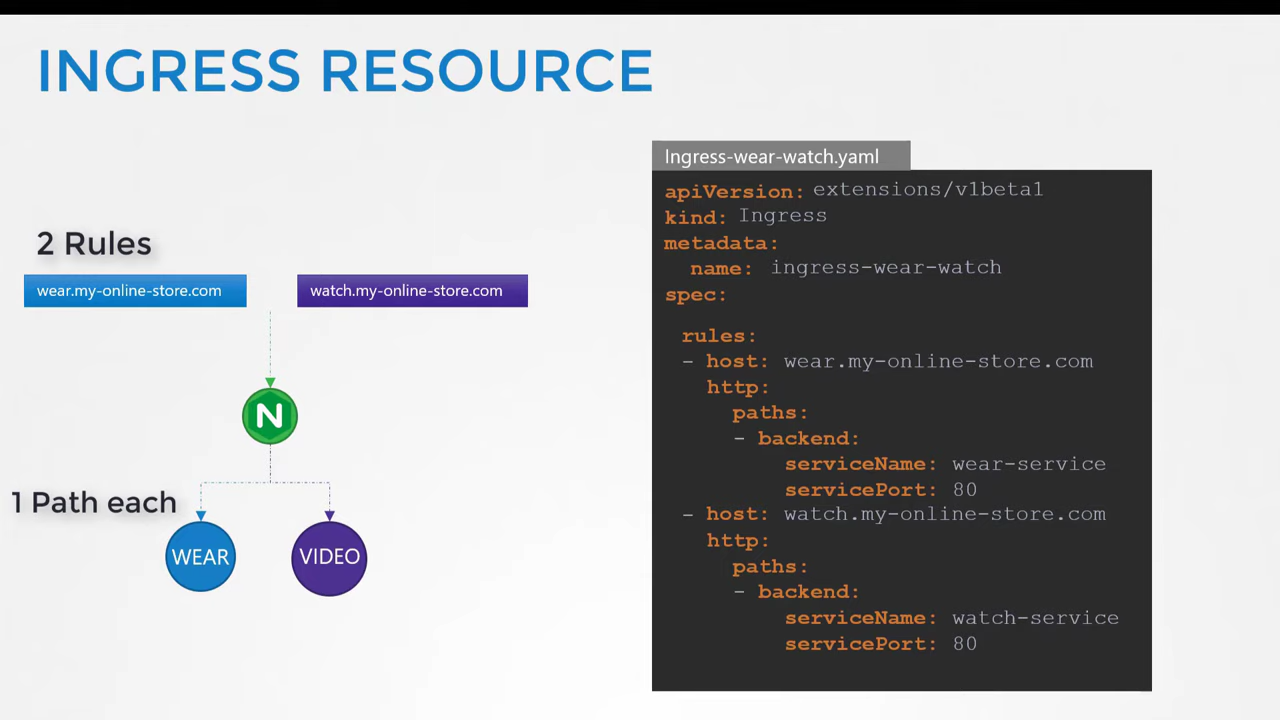 INGRESS RESOURCE
2 Rules
wear.my-online-store.com
watch.my-online-store.com
N
1 Path each
WEAR
VIDEO
Ingress-wear-watch.yaml
apiVersion: extensions/v1beta1
kind: Ingress
metadata:
  name: ingress-wear-watch
spec:
  rules:
  - host: wear.my-online-store.com
    http:
      paths:
      - backend:
          serviceName: wear-service
          servicePort: 80
  - host: watch.my-online-store.com
    http:
      paths:
      - backend:
          serviceName: watch-service
          servicePort: 80